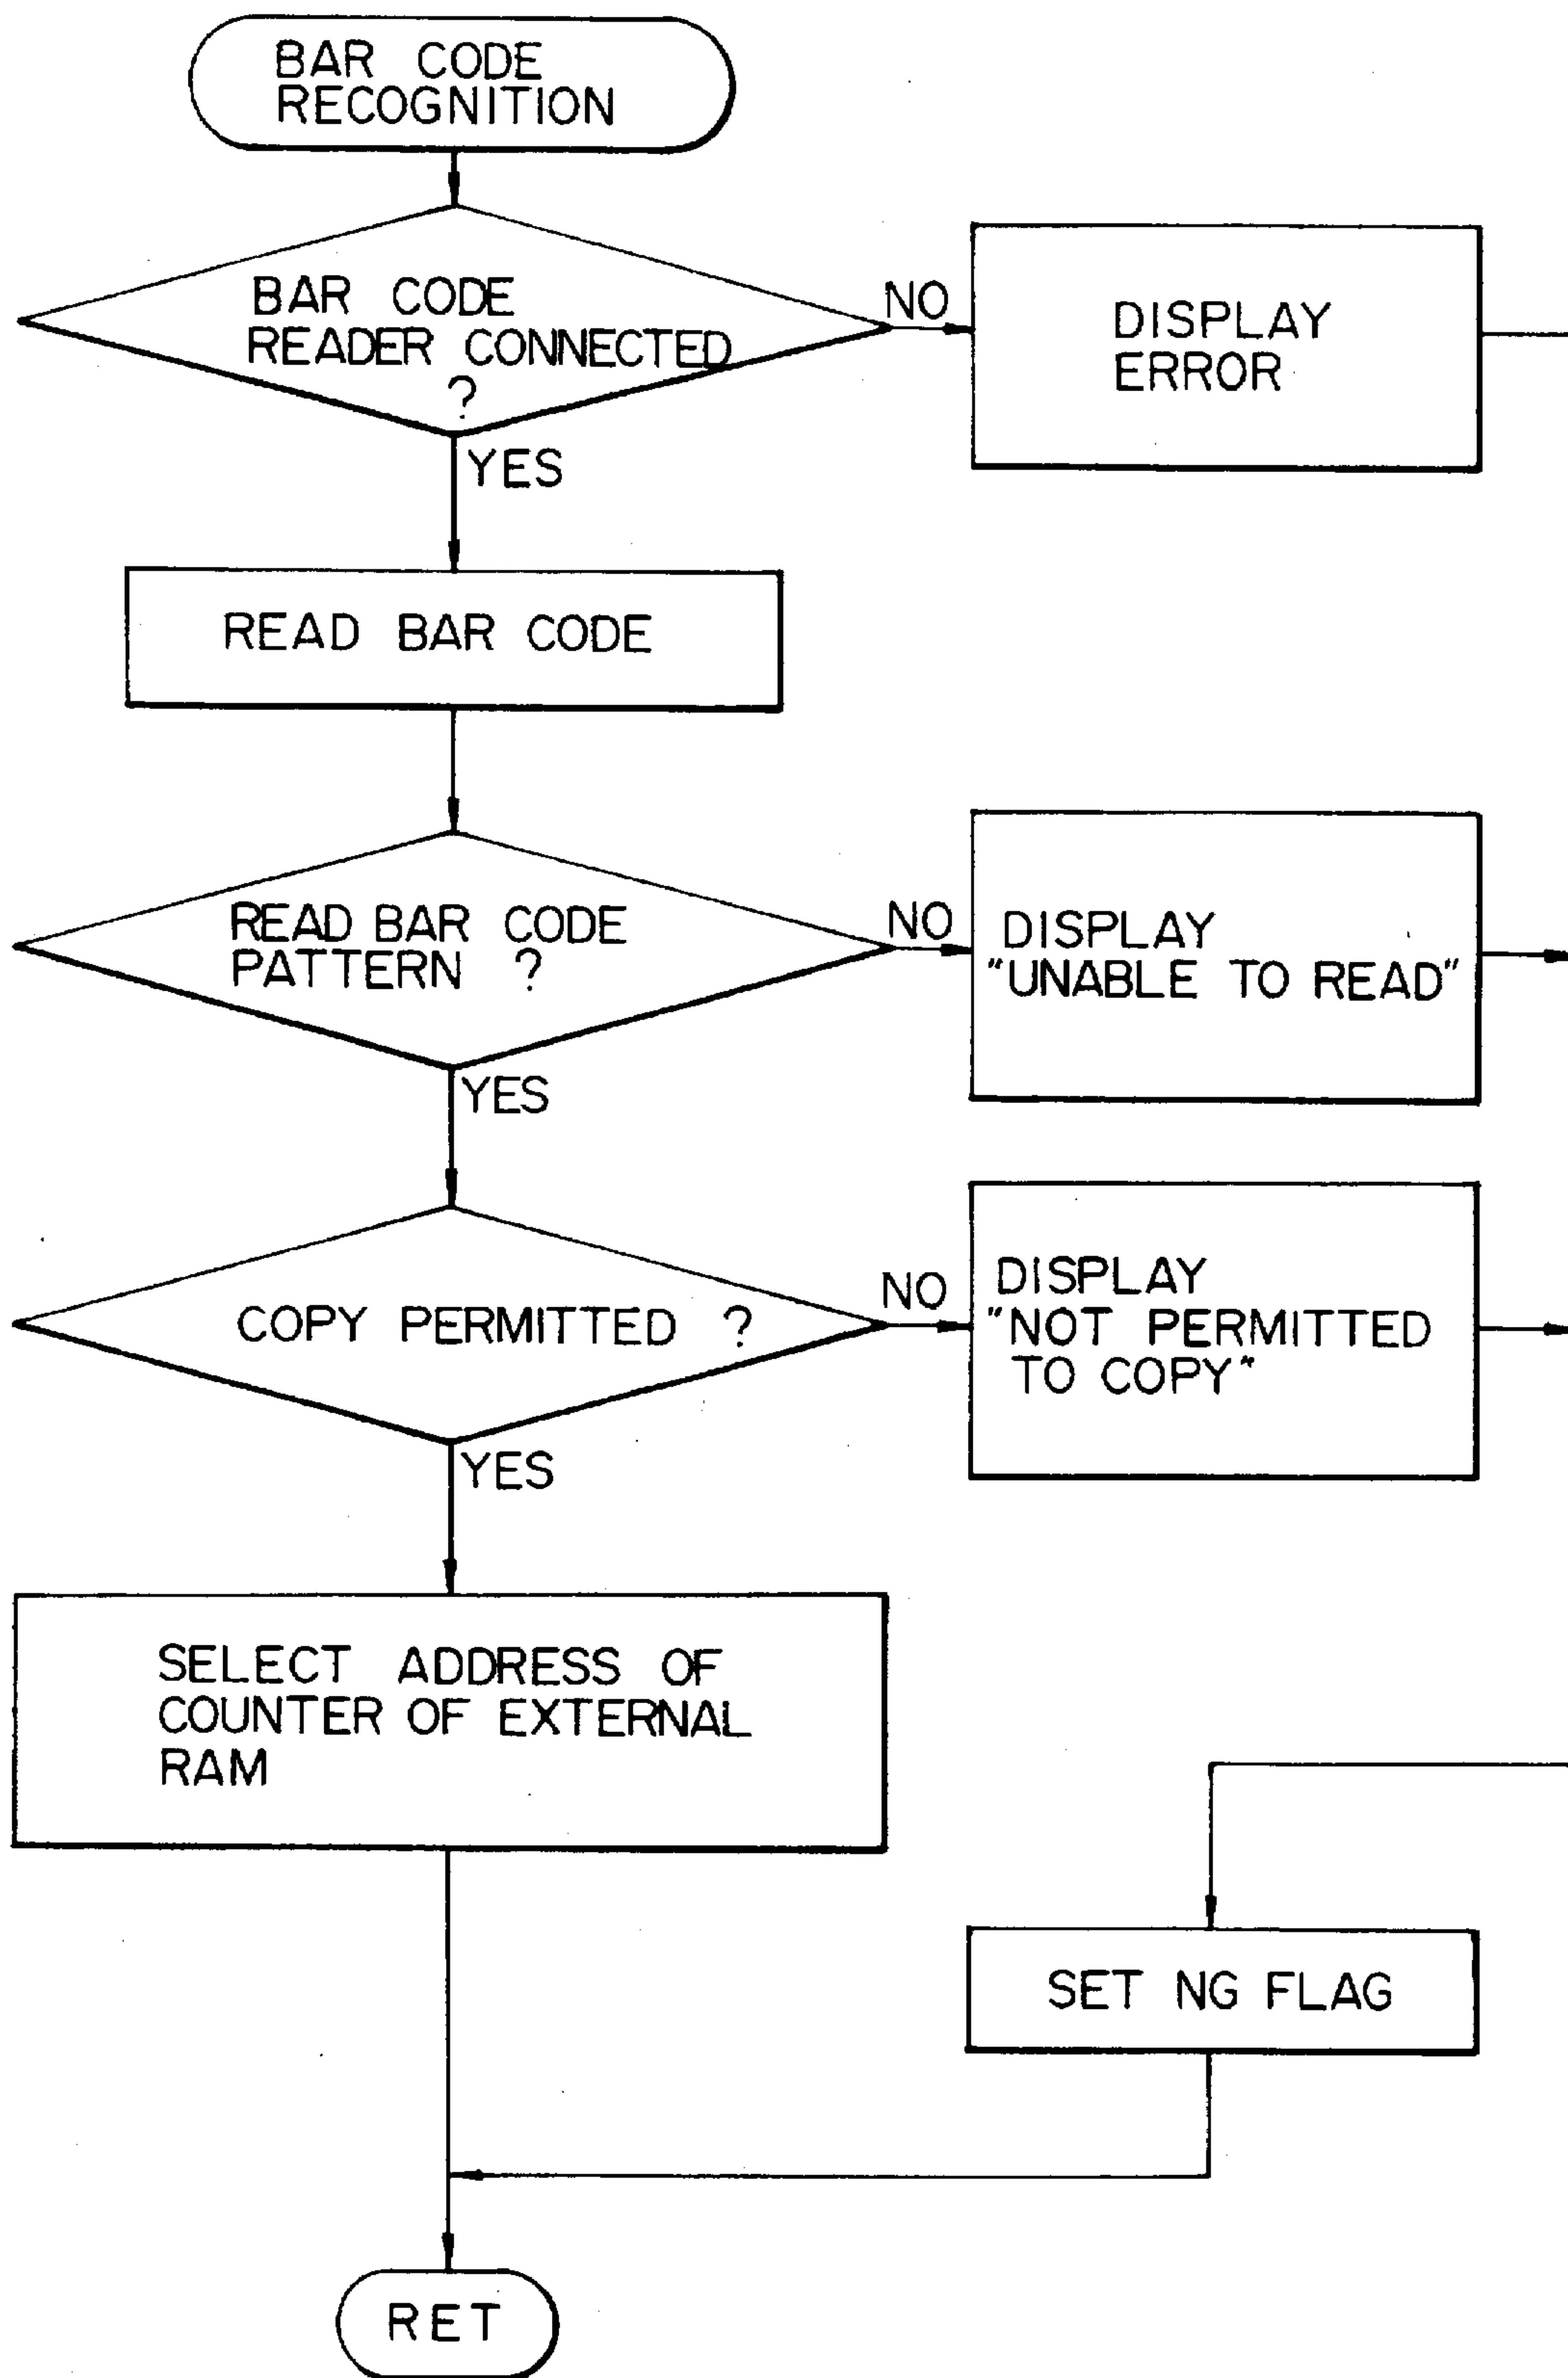 BAR CODE
RECOGNITION
BAR CODE
READER CONNECTED
?
NO
DISPLAY
ERROR
YES
READ BAR CODE
READ BAR CODE
PATTERN ?
NO
DISPLAY
"UNABLE TO READ"
YES
COPY PERMITTED ?
NO
DISPLAY
"NOT PERMITTED
TO COPY"
YES
SELECT ADDRESS OF
COUNTER OF EXTERNAL
RAM
SET NG FLAG
RET